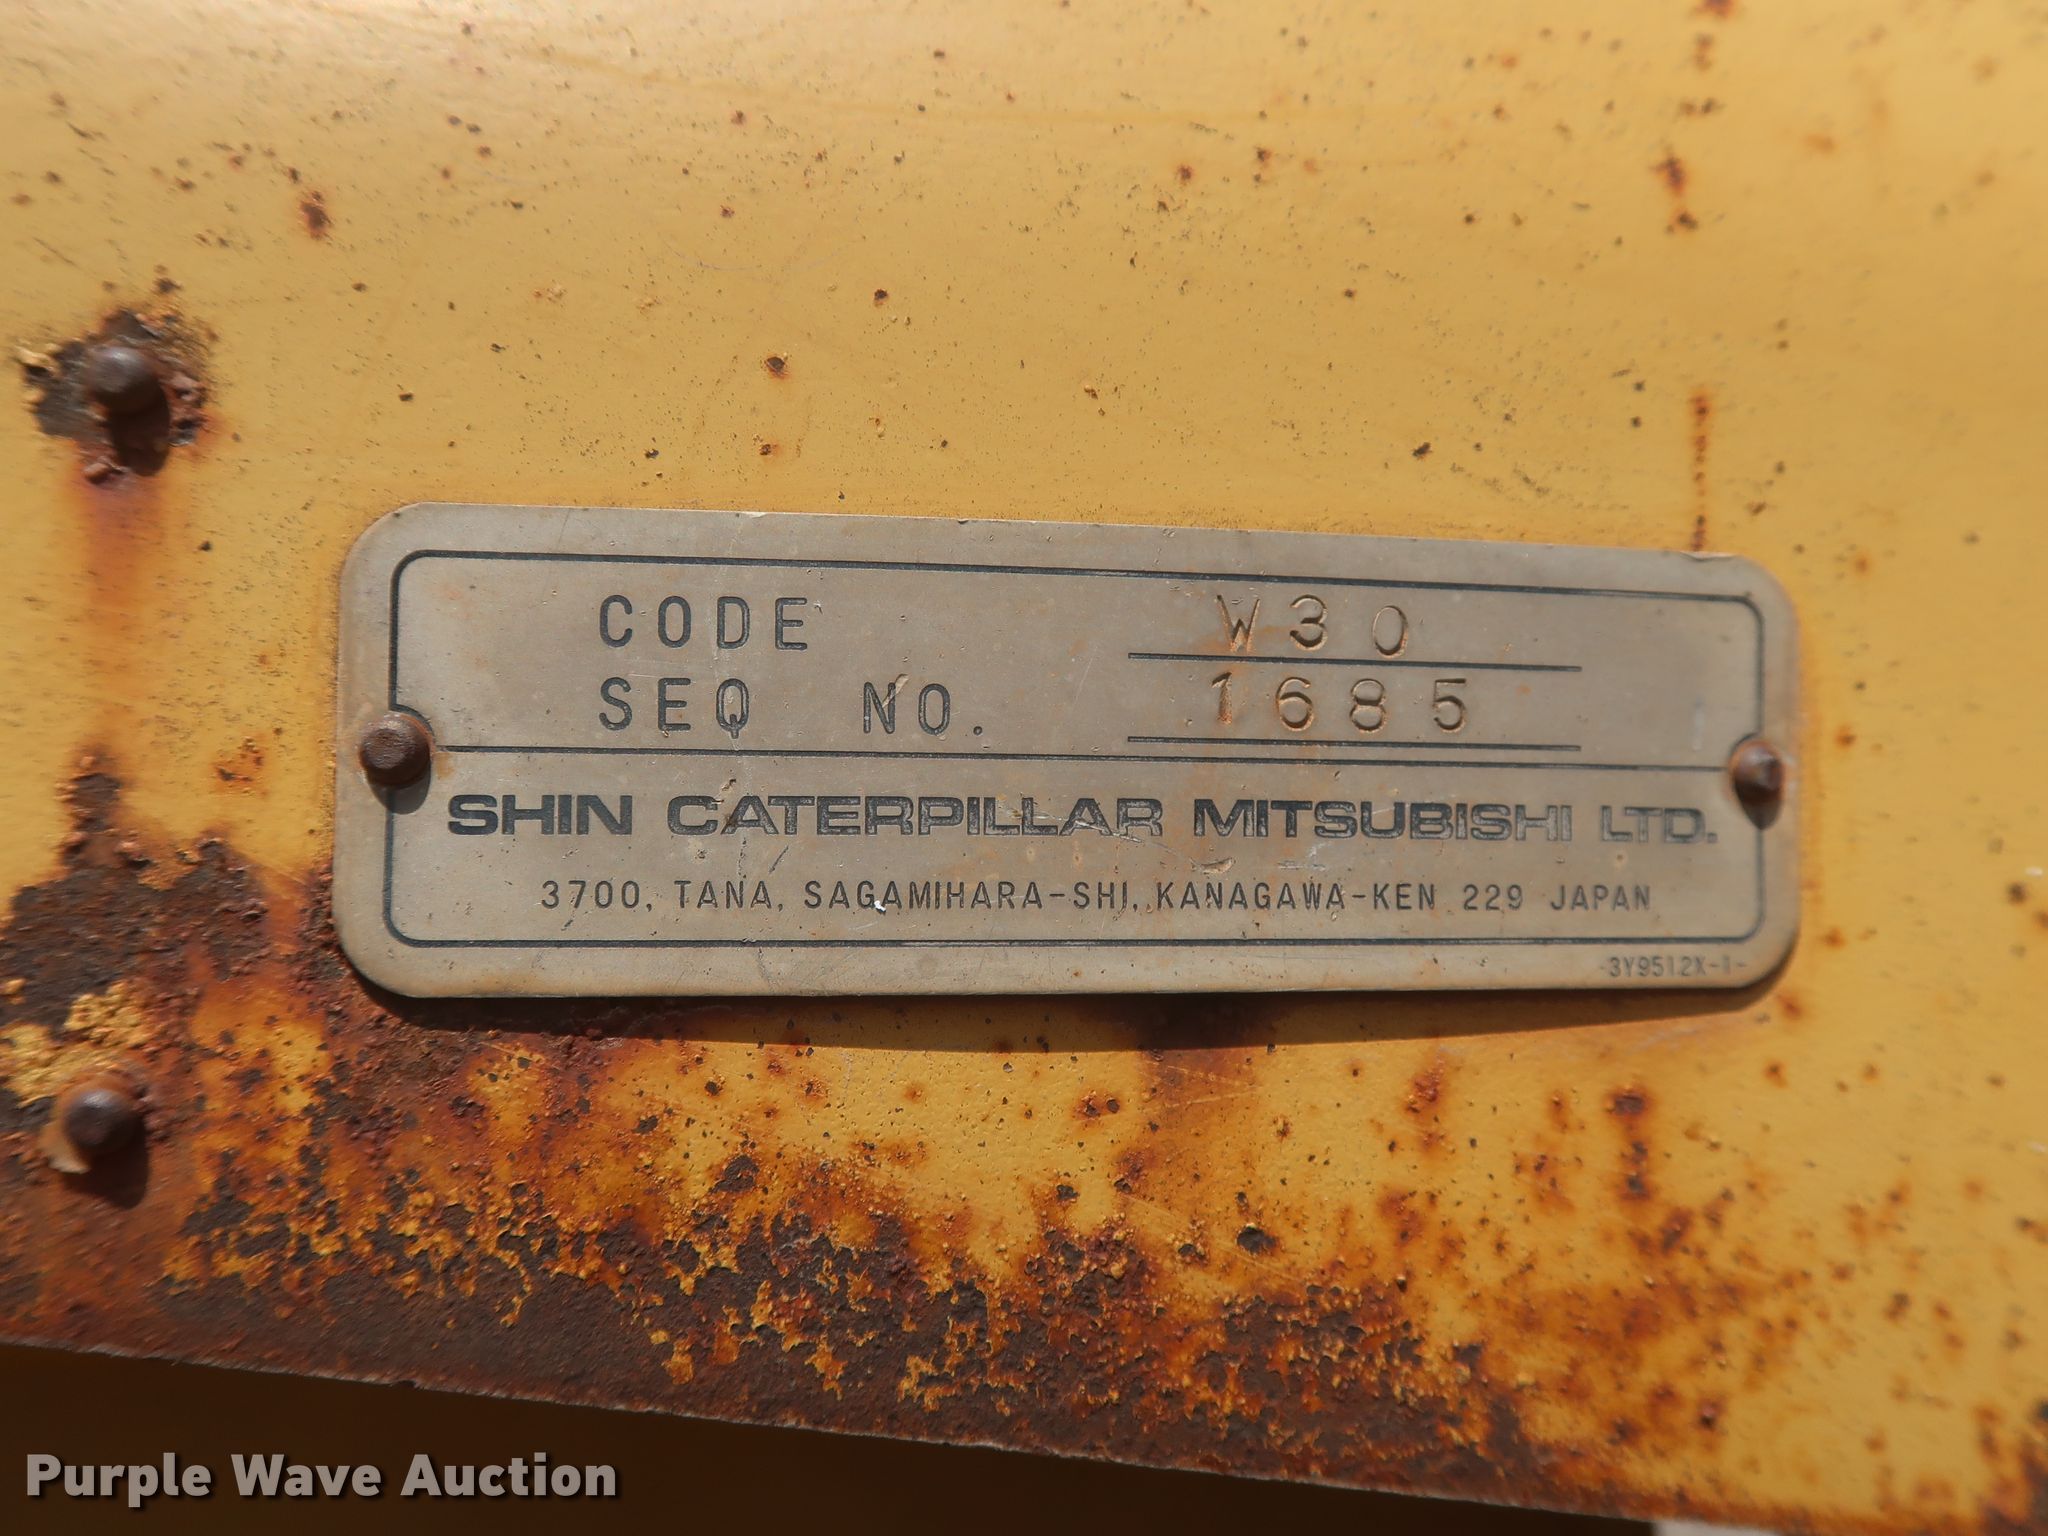 CODE W30
SEQ NO. 1685
SHIN CATERPILLAR MITSUBISHI LTD.
3700, TANA, SAGAMIHARA-SHI, KANAGAWA-KEN 229 JAPAN
-3Y9512X-1-
Purple Wave Auction